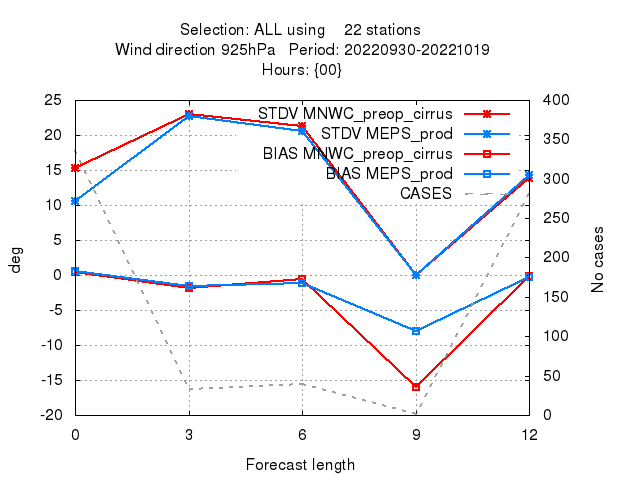 Selection: ALL using    22 stations
Wind direction 925hPa   Period: 20220930-20221019
Hours: {00}
25 400
STDV MNWC_preop_cirrus
20 350
STDV MEPS_prod
15 300
BIAS MNWC_preop_cirrus
BIAS MEPS_prod
10 250
CASES
5
0 200
-5 150
-10 100
-15 50
-20 0
deg
No cases
0 3 6 9 12
Forecast length